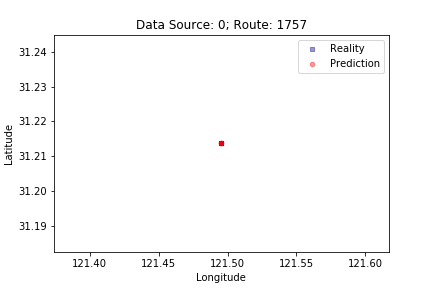 Data Source: 0; Route: 1757
Reality
Prediction
31.24
31.23
31.22
31.21
31.20
31.19
Latitude
121.40
121.45
121.50
121.55
121.60
Longitude